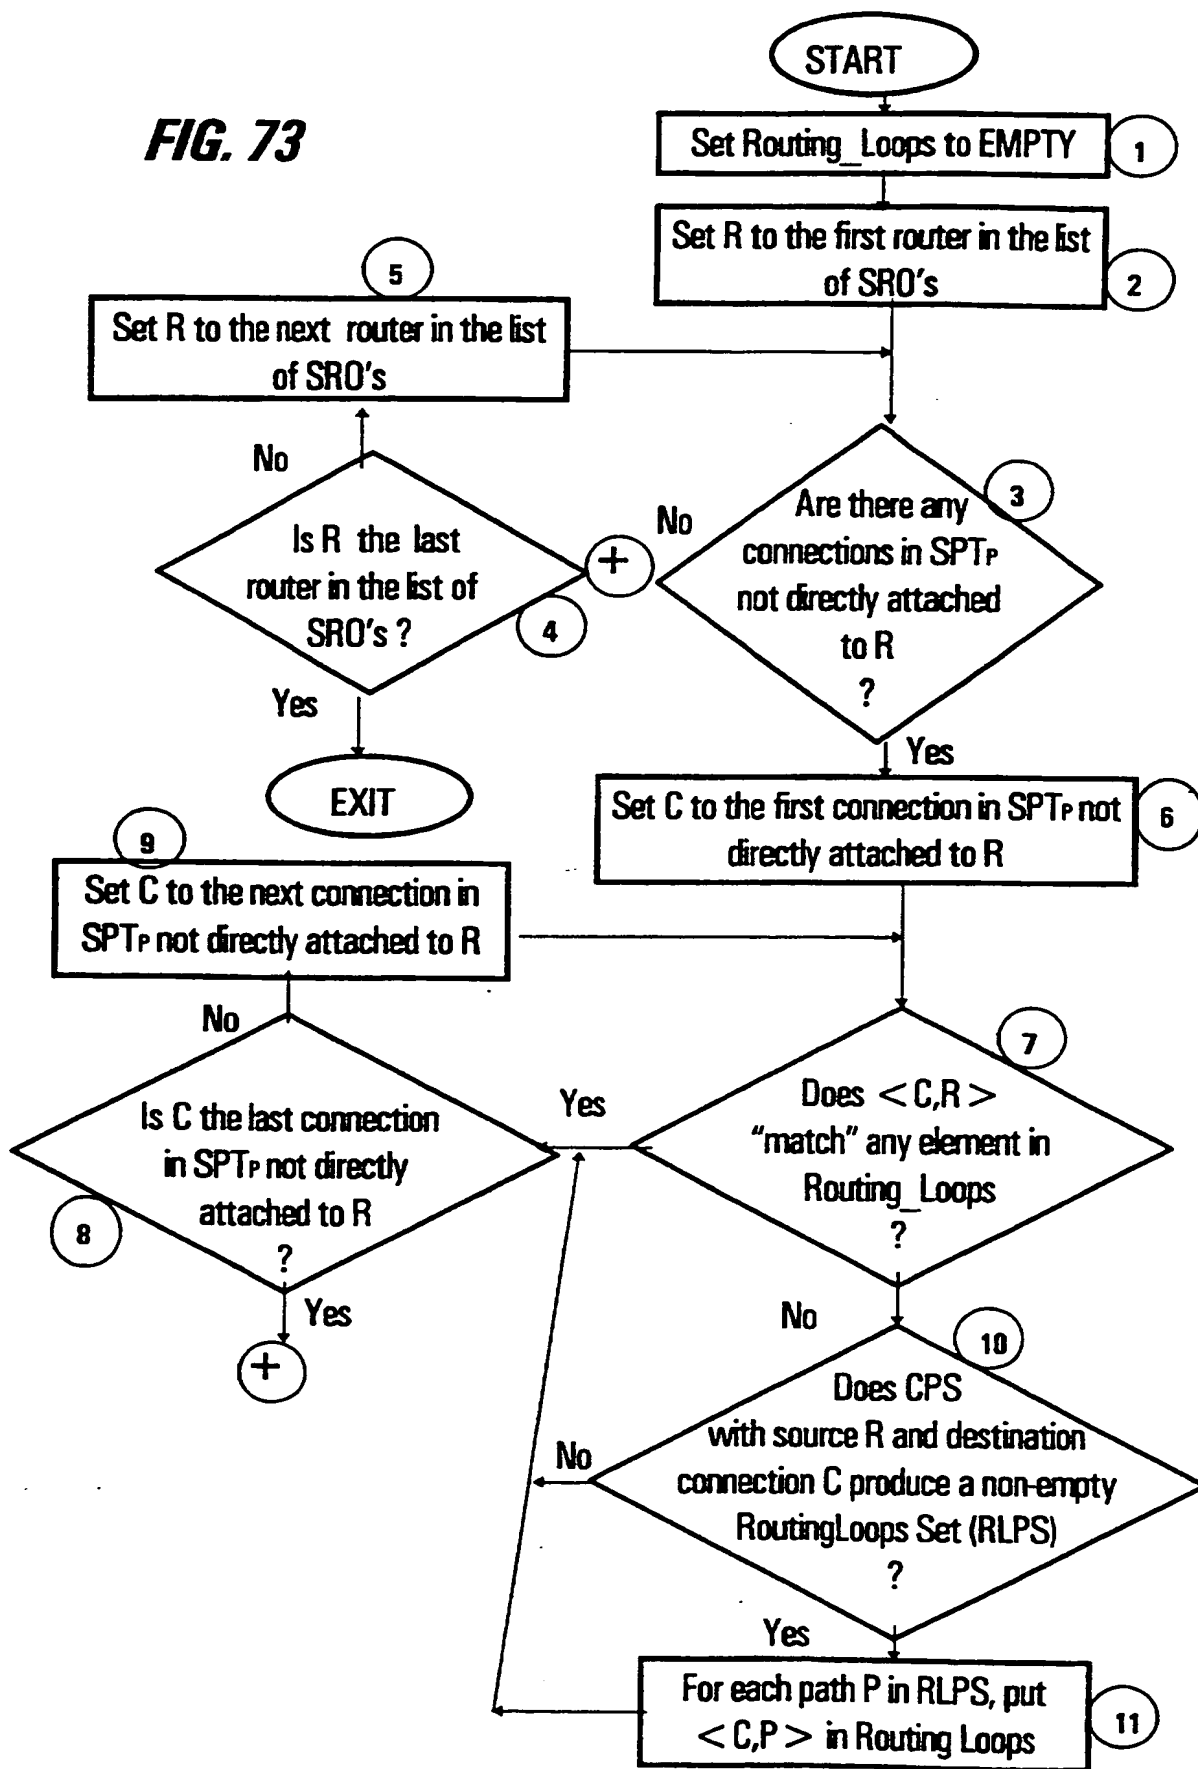 FIG. 73
START
Set Routing_Loops to EMPTY
1
Set R to the first router in the list
of SRO's
2
5
Set R to the next router in the list
of SRO's
No
Is R the last
router in the list of
SRO's ?
4
+
Yes
EXIT
No
3
Are there any
connections in SPTP
not directly attached
to R
?
Yes
Set C to the first connection in SPTP not
directly attached to R
6
9
Set C to the next connection in
SPTP not directly attached to R
No
Is C the last connection
in SPTP not directly
attached to R
?
8
Yes
+
7
Does <C,R>
"match" any element in
Routing_Loops
?
Yes
No
10
Does CPS
with source R and destination
connection C produce a non-empty
RoutingLoops Set (RLPS)
?
No
Yes
For each path P in RLPS, put
<C,P> in Routing Loops
11